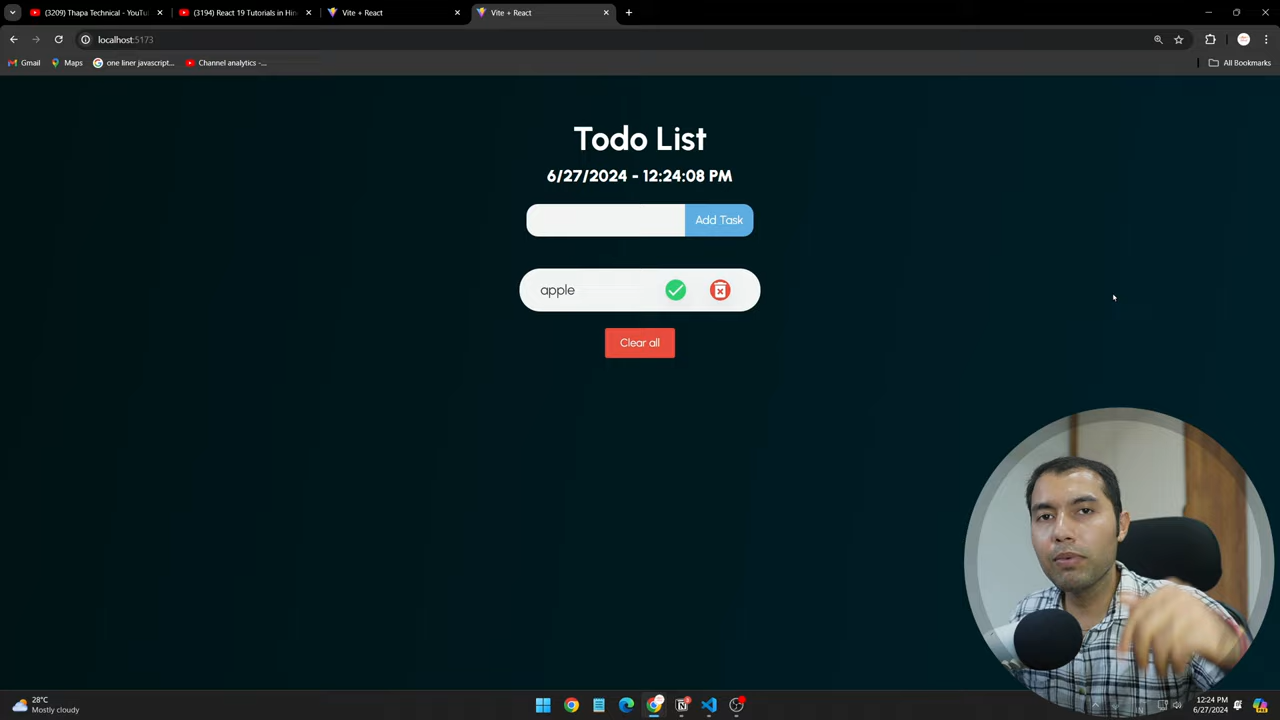 (3209) Thapa Technical - YouTu
(3194) React 19 Tutorials in Hin
Vite + React
Vite + React
localhost:5173
Gmail
Maps
one liner javascript...
Channel analytics -...
All Bookmarks
Todo List
6/27/2024 - 12:24:08 PM
Add Task
apple
Clear all
28°C
Mostly cloudy
12:24 PM
6/27/2024